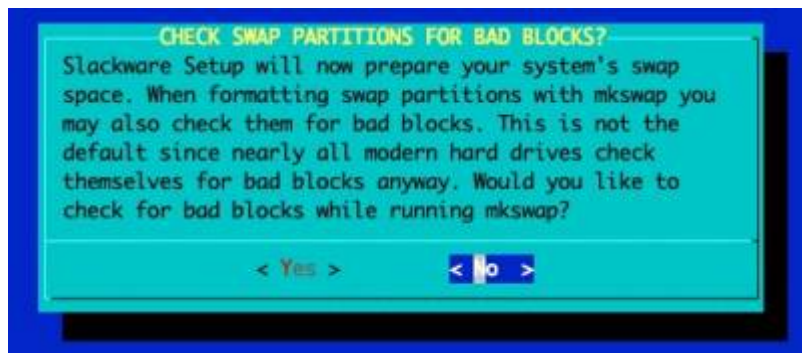 CHECK SWAP PARTITIONS FOR BAD BLOCKS?
Slackware Setup will now prepare your system's swap
space. When formatting swap partitions with mkswap you
may also check them for bad blocks. This is not the
default since nearly all modern hard drives check
themselves for bad blocks anyway. Would you like to
check for bad blocks while running mkswap?
< Yes > < No >